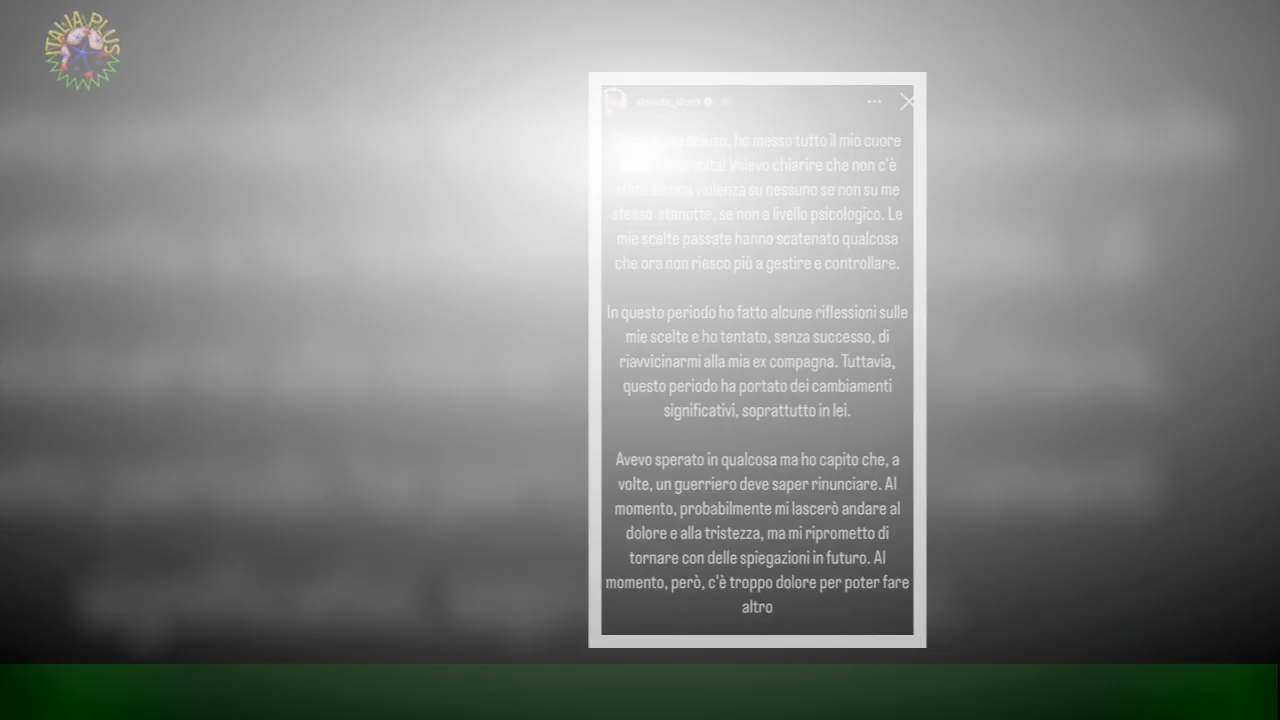 ITALIA PLUS
deluso, ho messo tutto il mio cuore
Volevo chiarire che non c'è
violenza su nessuno se non su me
stesso stanotte, se non a livello psicologico. Le
mie scelte passate hanno scatenato qualcosa
che ora non riesco più a gestire e controllare.
In questo periodo ho fatto alcune riflessioni sulle
mie scelte e ho tentato, senza successo, di
riavvicinarmi alla mia ex compagna. Tuttavia,
questo periodo ha portato dei cambiamenti
significativi, soprattutto in lei.
Avevo sperato in qualcosa ma ho capito che, a
volte, un guerriero deve saper rinunciare. Al
momento, probabilmente mi lascerò andare al
dolore e alla tristezza, ma mi riprometto di
tornare con delle spiegazioni in futuro. Al
momento, però, c'è troppo dolore per poter fare
altro